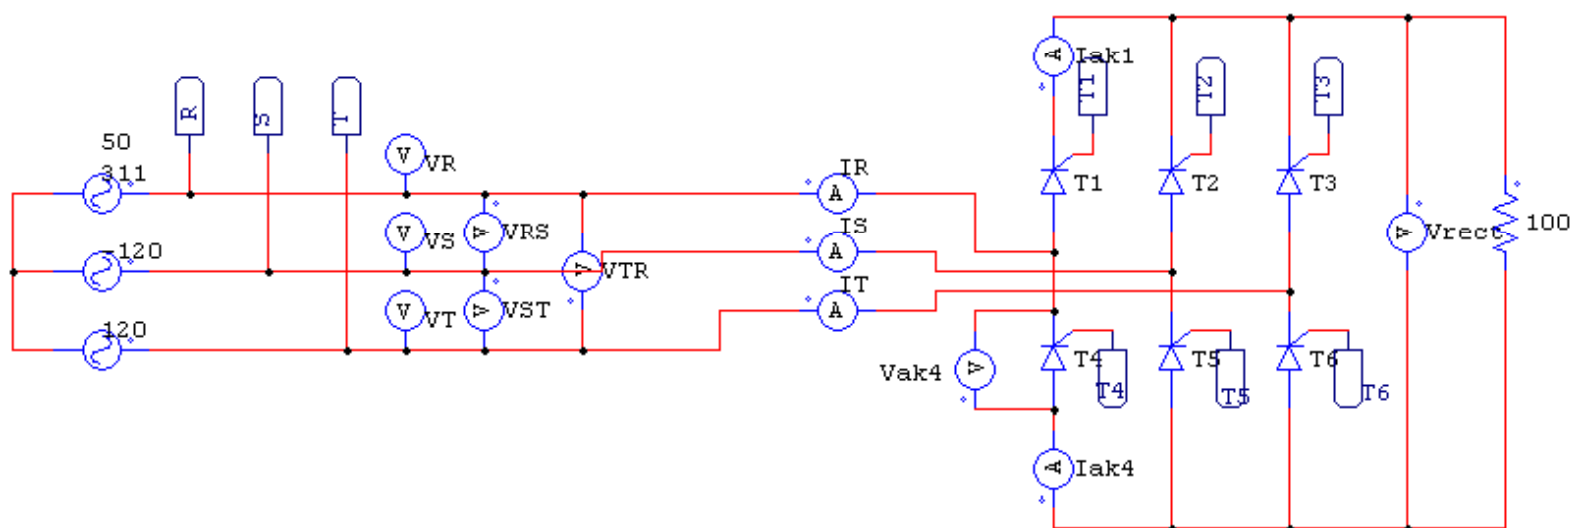 R
S
T
50
311
-120
120
V
VR
V
VS
V
VT
V
VRS
V
VST
V
VTR
A
IR
A
IS
A
IT
A
Iak1
T1
T2
T3
T1
T2
T3
V
Vrect
100
V
Vak4
T4
T5
T6
T4
T5
T6
A
Iak4